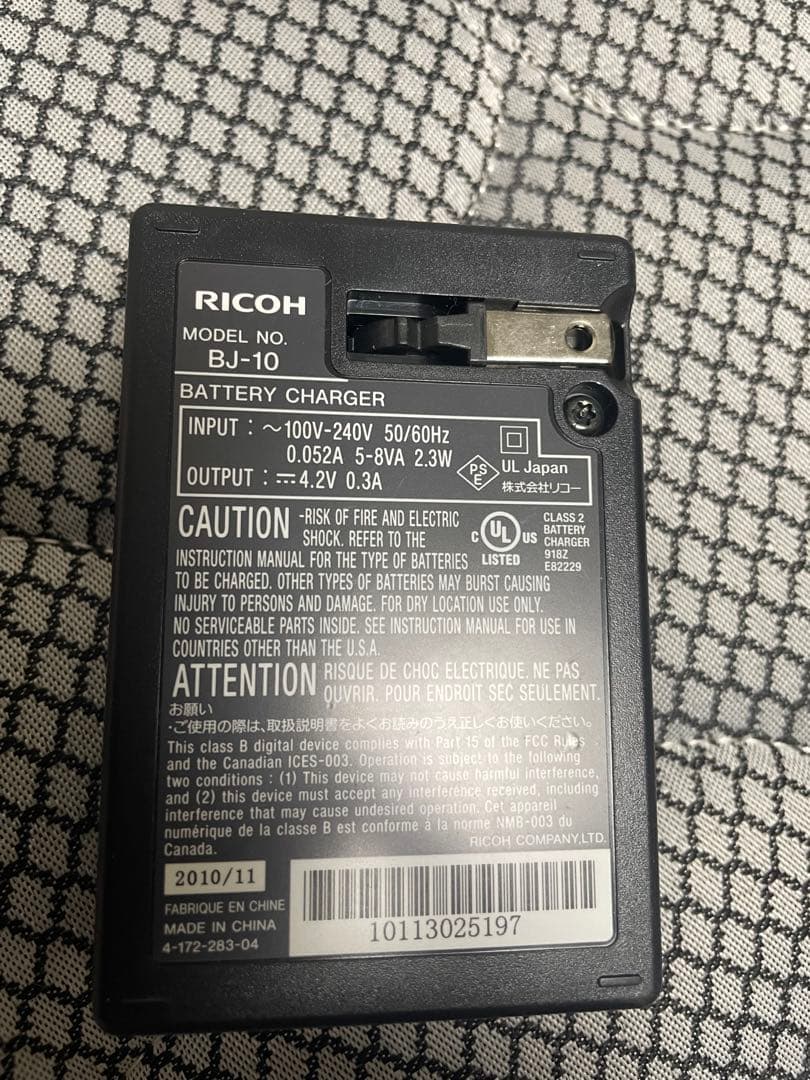 RICOH
MODEL NO.
BJ-10
BATTERY CHARGER
INPUT : ～100V-240V 50/60Hz
0.052A 5-8VA 2.3W
OUTPUT : ⎓4.2V 0.3A
PS
E
UL Japan
株式会社リコー
CAUTION -RISK OF FIRE AND ELECTRIC
SHOCK. REFER TO THE
INSTRUCTION MANUAL FOR THE TYPE OF BATTERIES
TO BE CHARGED. OTHER TYPES OF BATTERIES MAY BURST CAUSING
INJURY TO PERSONS AND DAMAGE. FOR DRY LOCATION USE ONLY.
NO SERVICEABLE PARTS INSIDE. SEE INSTRUCTION MANUAL FOR USE IN
COUNTRIES OTHER THAN THE U.S.A.
C UL US
LISTED
CLASS 2
BATTERY
CHARGER
918Z
E82229
ATTENTION RISQUE DE CHOC ELECTRIQUE. NE PAS
OUVRIR. POUR ENDROIT SEC SEULEMENT.
お願い
・ご使用の際は、取扱説明書をよくお読みのうえ正しくお使いください。
This class B digital device complies with Part 15 of the FCC Rules
and the Canadian ICES-003. Operation is subject to the following
two conditions : (1) This device may not cause harmful interference,
and (2) this device must accept any interference received, including
interference that may cause undesired operation. Cet appareil
numérique de la classe B est conforme à la norme NMB-003 du
Canada.
RICOH COMPANY,LTD.
2010/11
FABRIQUE EN CHINE
MADE IN CHINA
4-172-283-04
10113025197